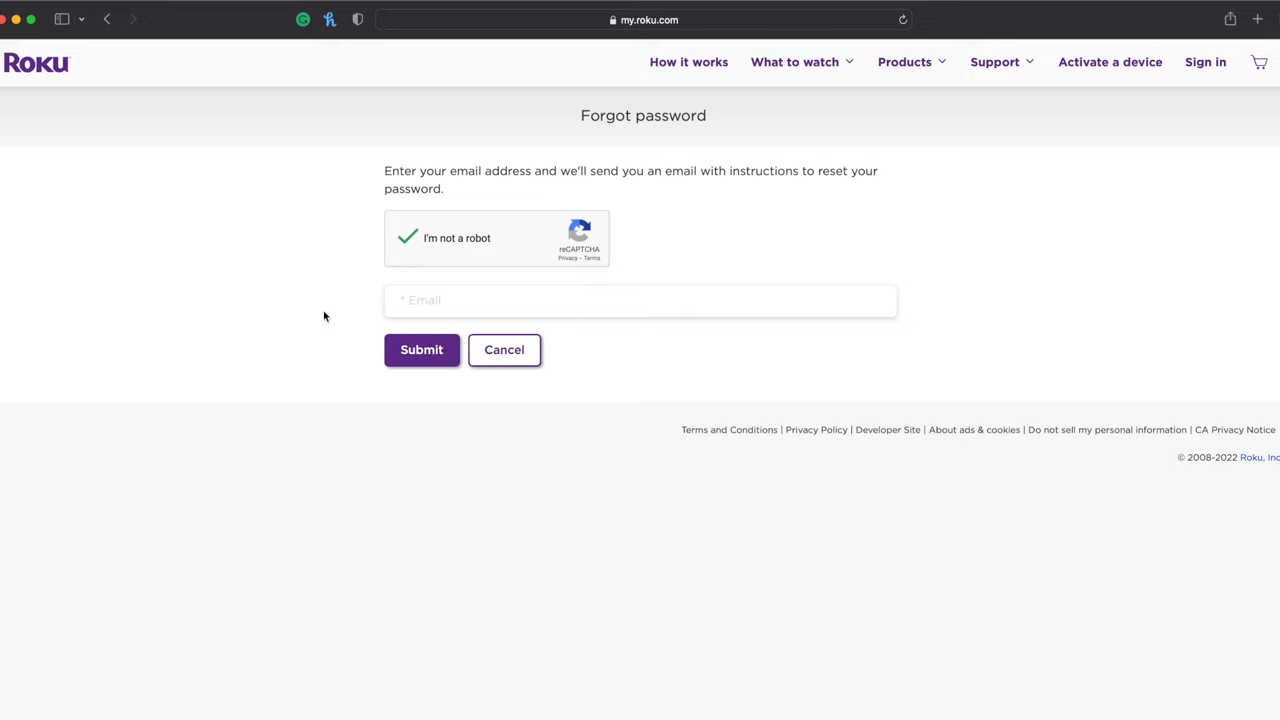 my.roku.com
Roku
How it works What to watch Products Support Activate a device Sign in
Forgot password
Enter your email address and we'll send you an email with instructions to reset your
password.
I'm not a robot
reCAPTCHA
Privacy - Terms
* Email
Submit Cancel
Terms and Conditions | Privacy Policy | Developer Site | About ads & cookies | Do not sell my personal information | CA Privacy Notice
© 2008-2022 Roku, Inc